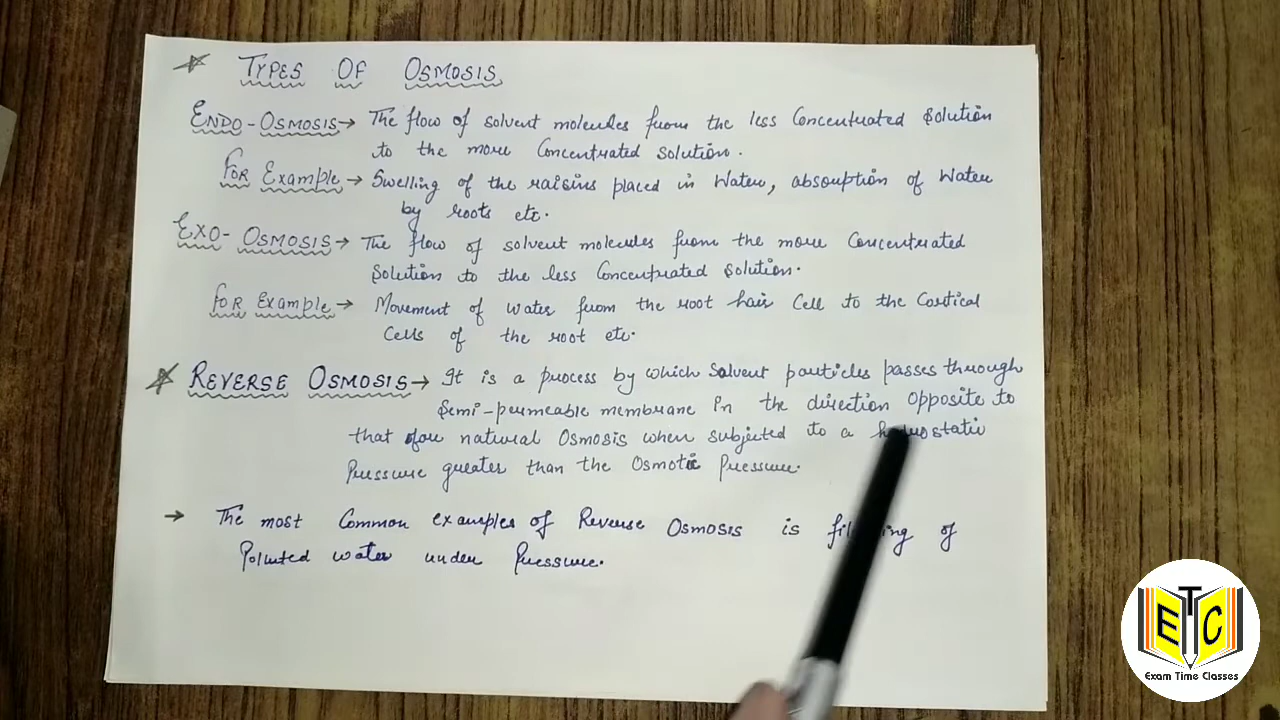 TYPES OF OSMOSIS
ENDO-OSMOSIS→ The flow of solvent molecules from the less Concentrated Solution
to the more Concentrated solution.
FOR Example → Swelling of the raisins placed in Water, absorption of Water
by roots etc.
EXO-OSMOSIS→ The flow of solvent molecules from the more Concentrated
Solution to the less Concentrated Solution.
FOR Example → Movement of water from the root hair Cell to the Cortical
Cells of the root etc.
REVERSE OSMOSIS→ It is a process by which Solvent particles passes through
Semi-permeable membrane in the direction opposite to
that for natural Osmosis when subjected to a
Pressure greater than the Osmotic Pressure.
→ The most Common examples of Reverse Osmosis is of
Polluted water under Pressure.
ETC
Exam Time Classes